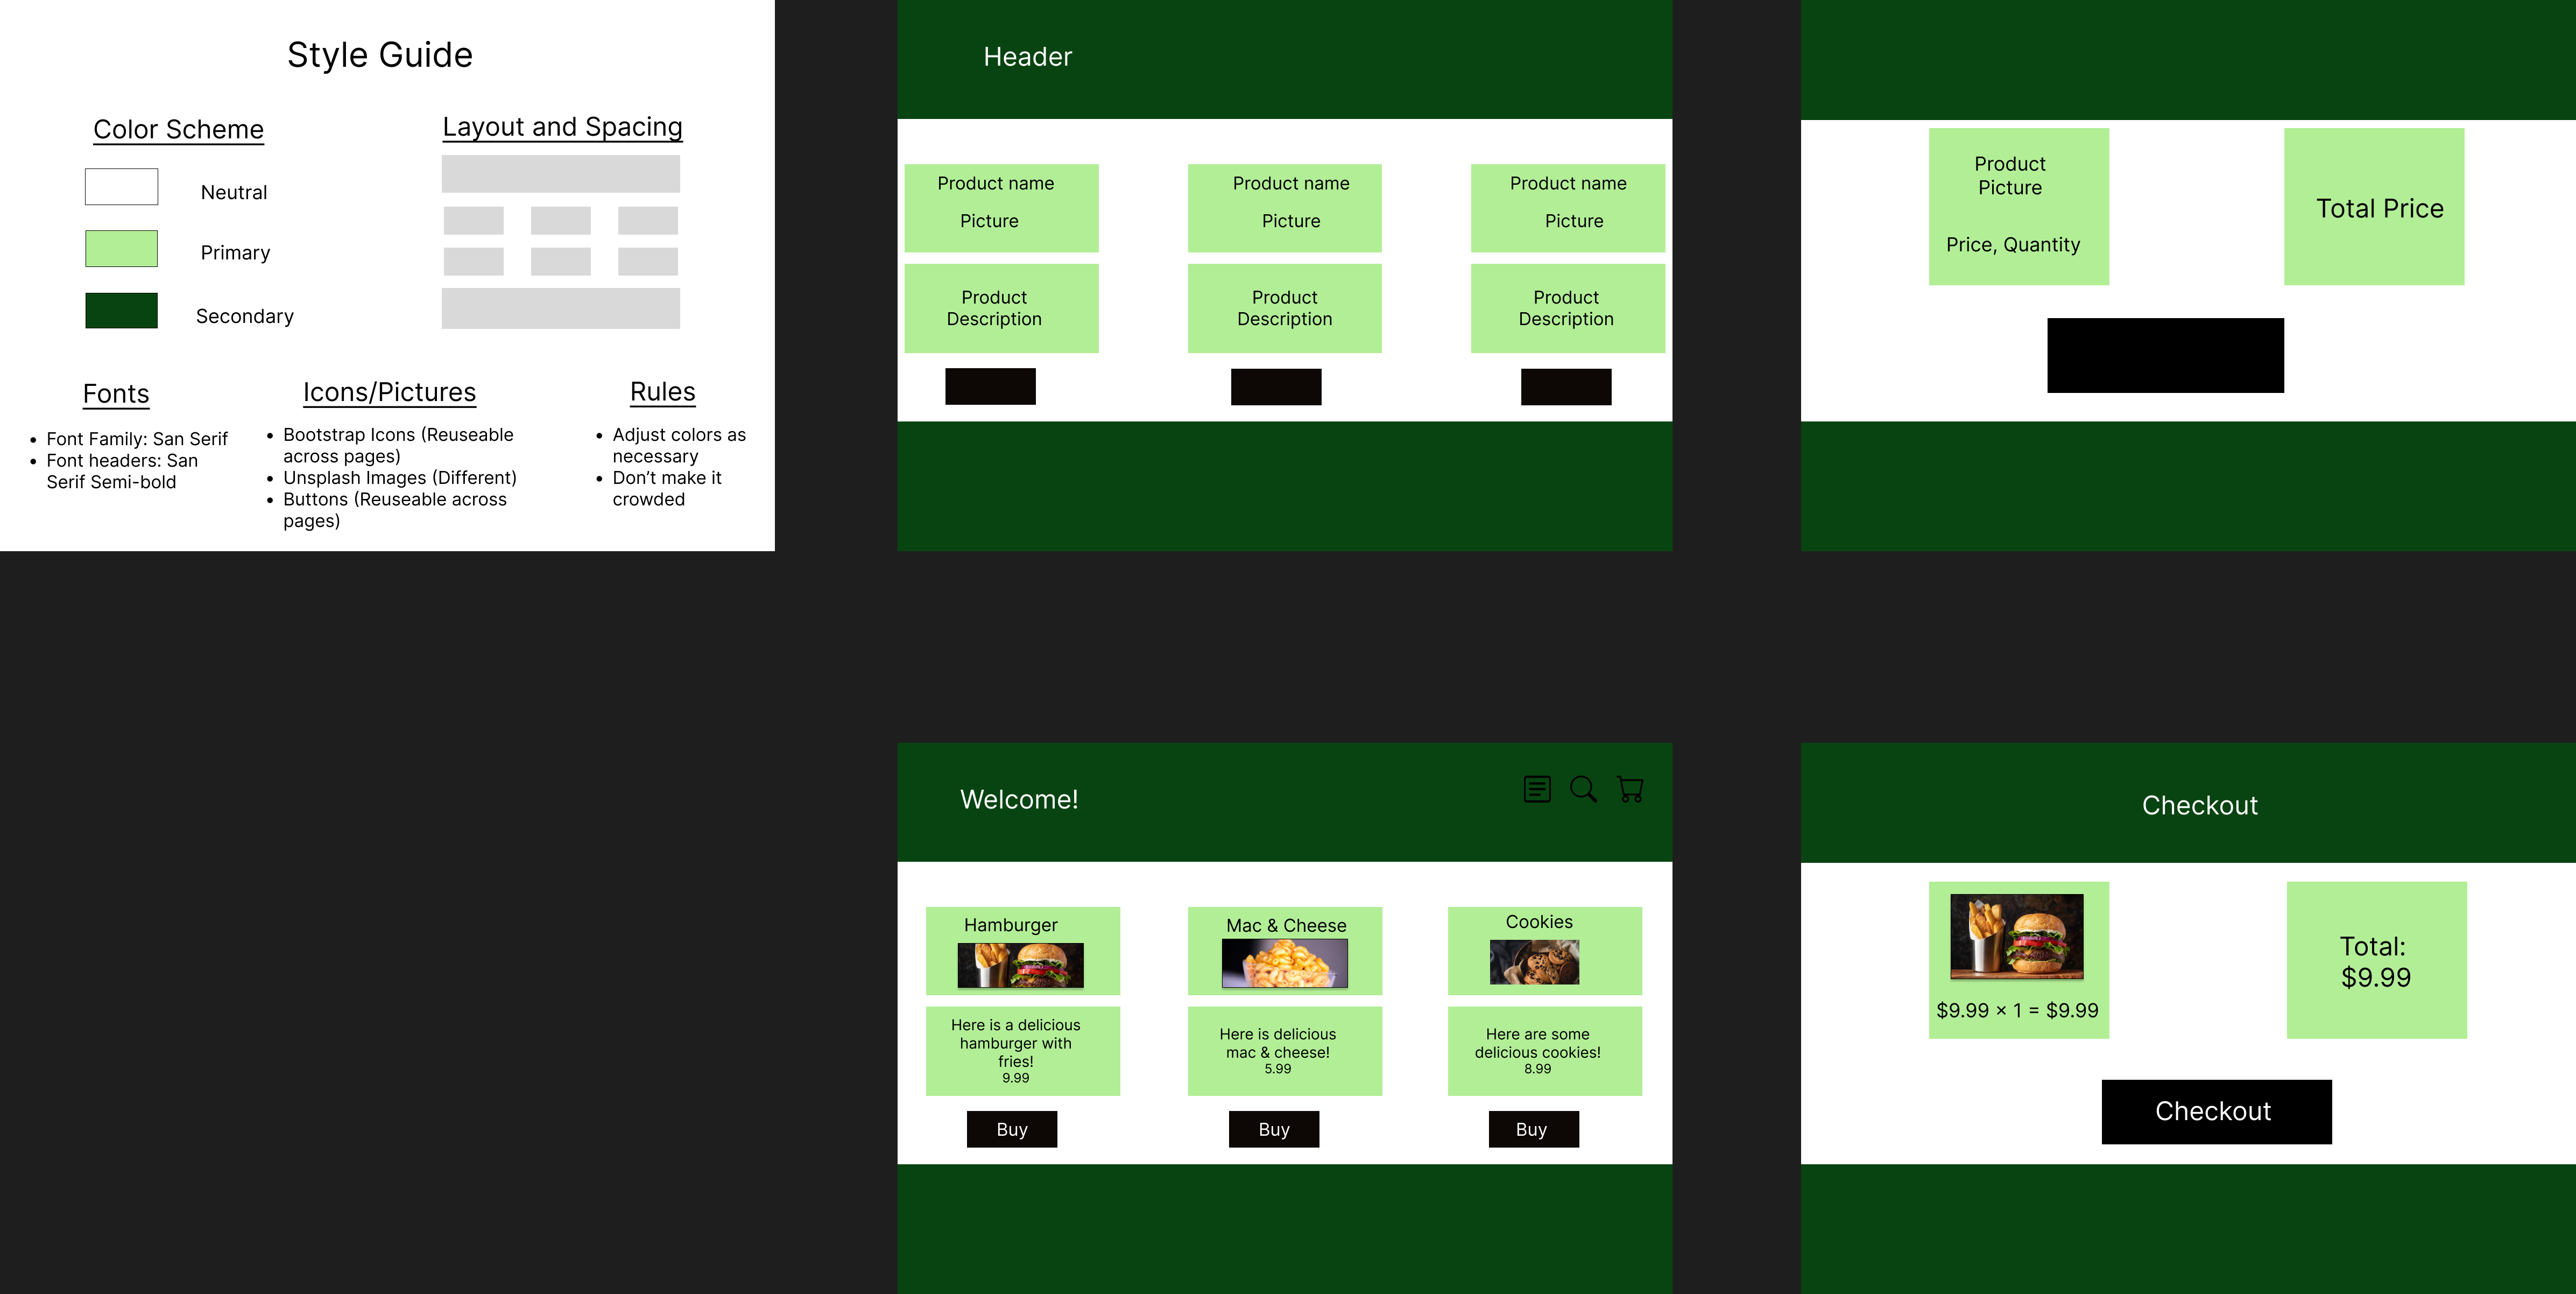 Style Guide
Color Scheme
Neutral
Primary
Secondary
Layout and Spacing
Fonts
• Font Family: San Serif
• Font headers: San
Serif Semi-bold
Icons/Pictures
• Bootstrap Icons (Reuseable
across pages)
• Unsplash Images (Different)
• Buttons (Reuseable across
pages)
Rules
• Adjust colors as
necessary
• Don’t make it
crowded
Header
Product name
Picture
Product
Description
Product name
Picture
Product
Description
Product name
Picture
Product
Description
Product
Picture
Price, Quantity
Total Price
Welcome!
Hamburger
Here is a delicious
hamburger with
fries!
9.99
Buy
Mac & Cheese
Here is delicious
mac & cheese!
5.99
Buy
Cookies
Here are some
delicious cookies!
8.99
Buy
Checkout
$9.99 × 1 = $9.99
Total:
$9.99
Checkout